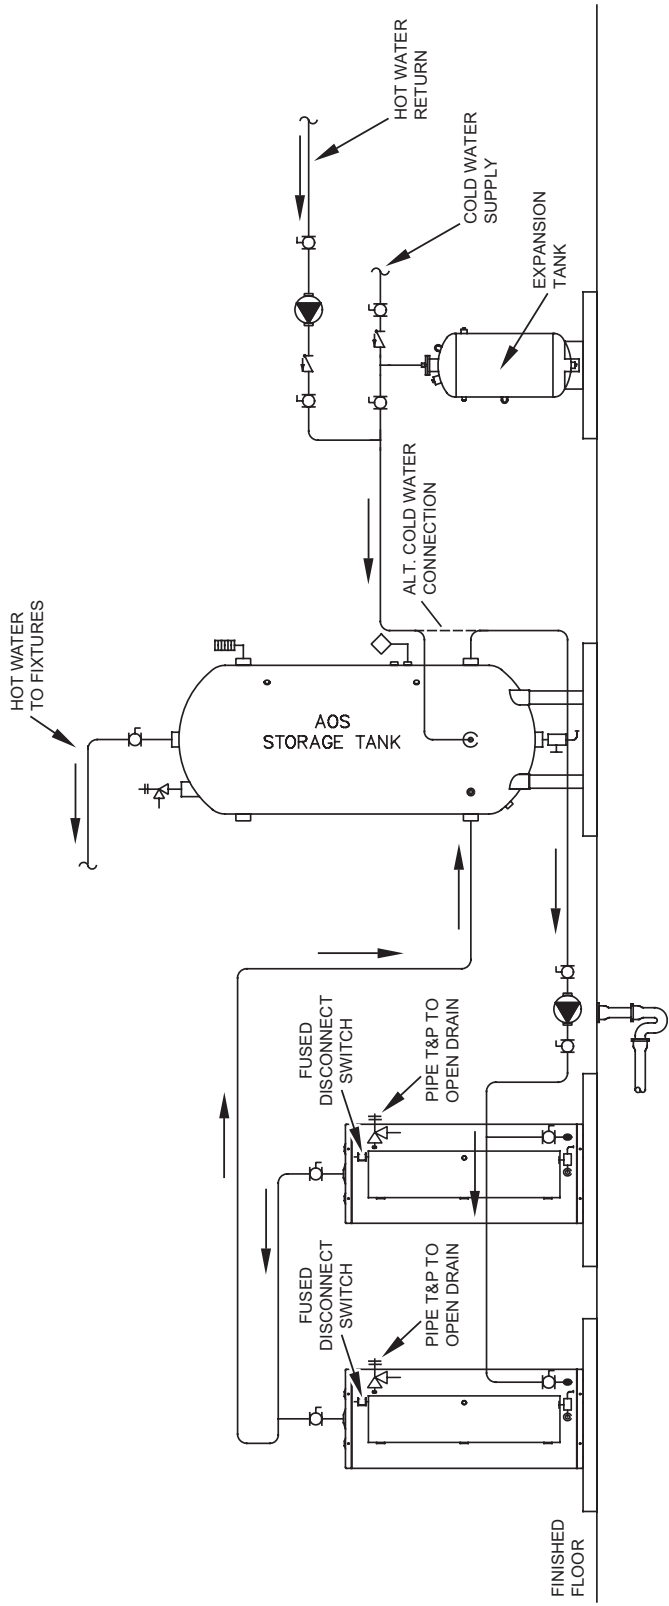 HOT WATER
TO FIXTURES
AOS
STORAGE TANK
ALT. COLD WATER
CONNECTION
HOT WATER
RETURN
COLD WATER
SUPPLY
EXPANSION
TANK
FUSED
DISCONNECT
SWITCH
PIPE T&P TO
OPEN DRAIN
FUSED
DISCONNECT
SWITCH
PIPE T&P TO
OPEN DRAIN
FINISHED
FLOOR